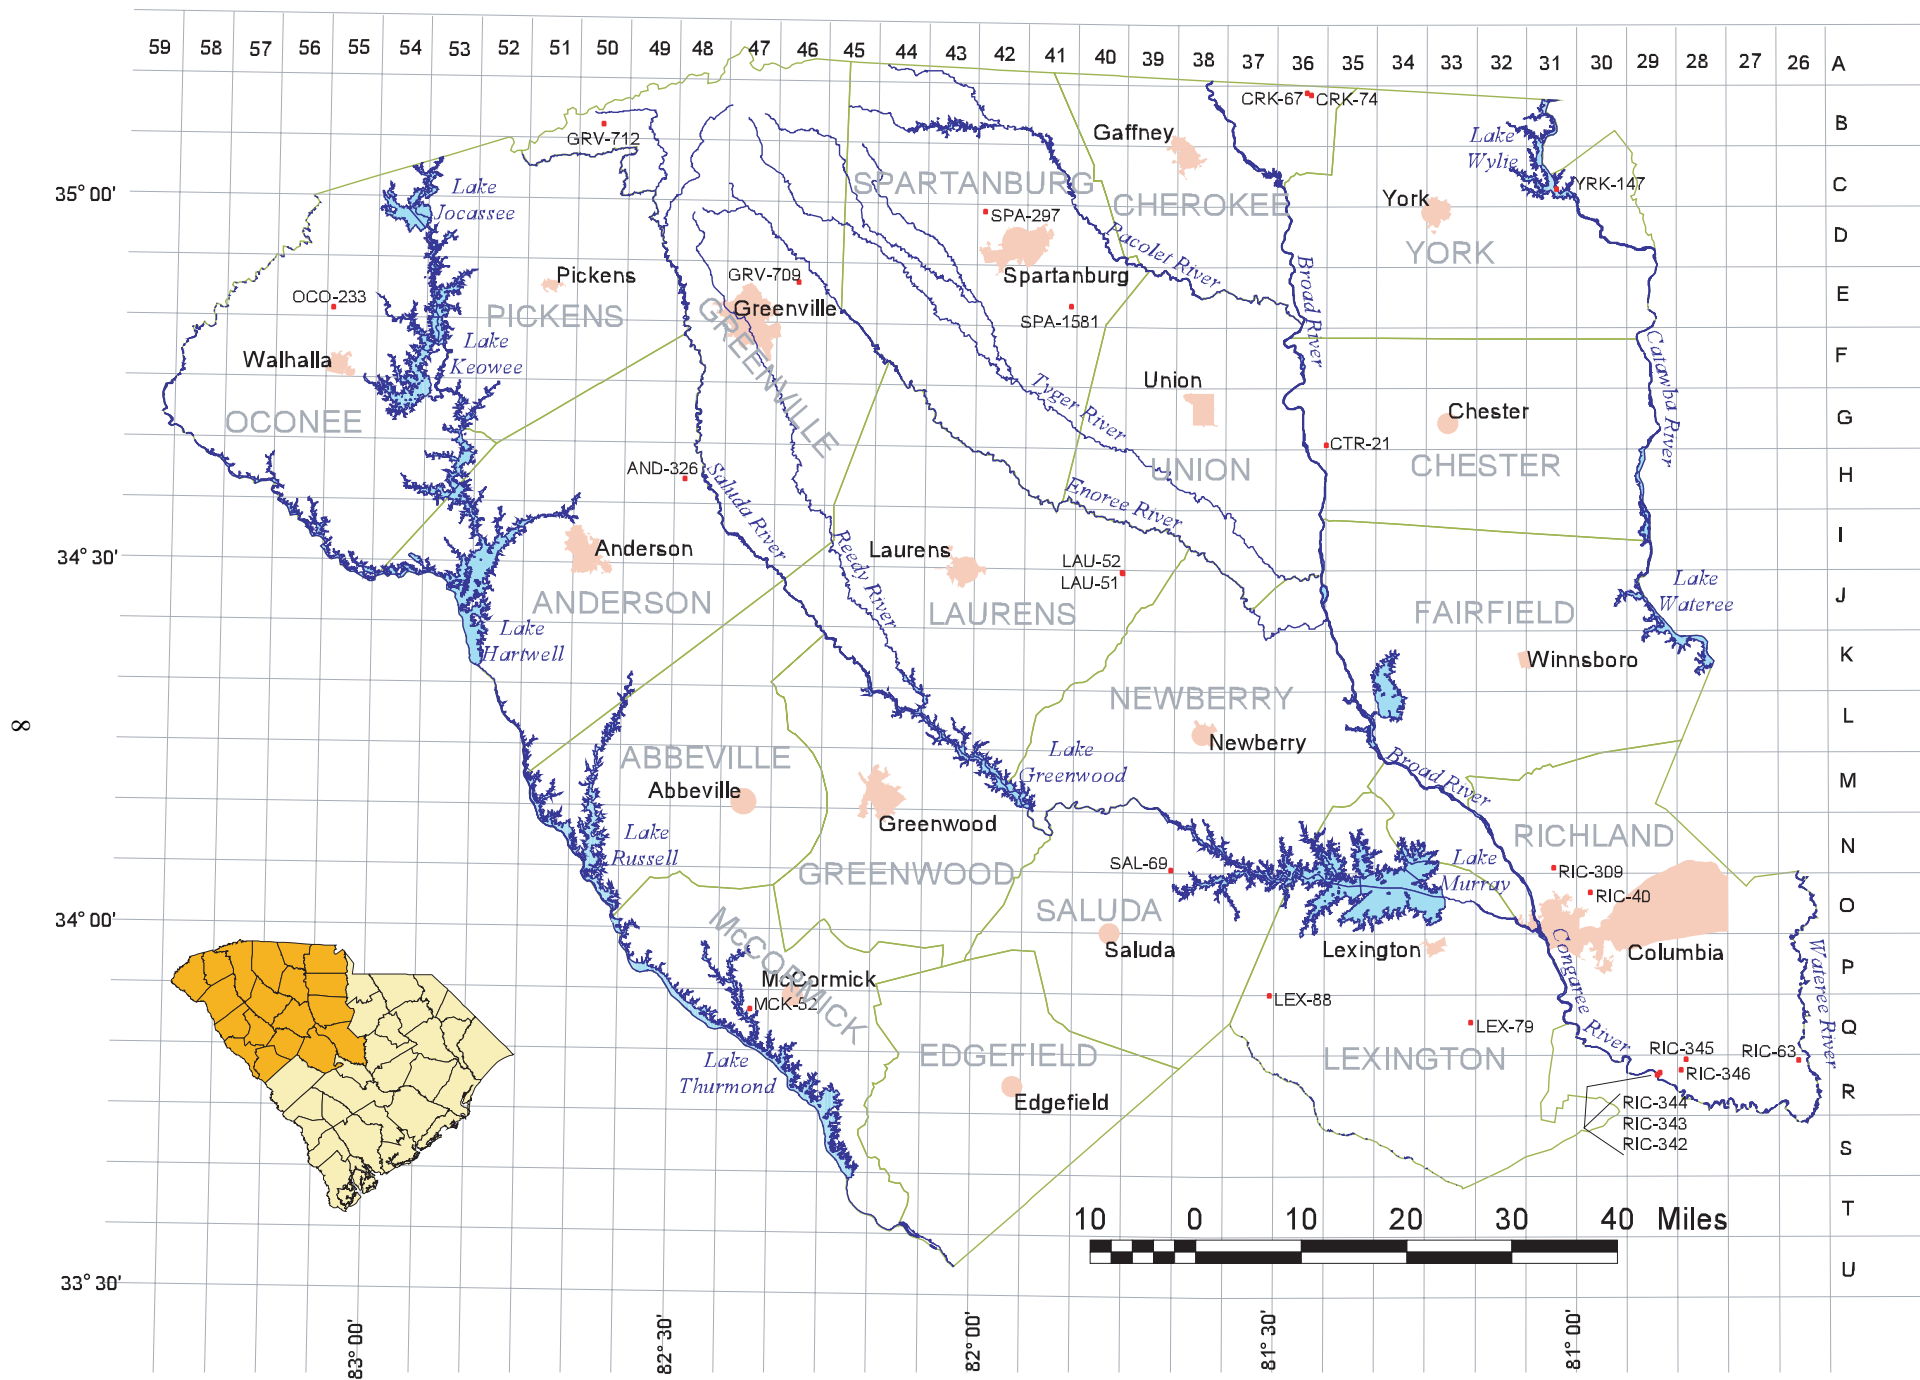 59 58 57 56 55 54 53 52 51 50 49 48 47 46 45 44 43 42 41 40 39 38 37 36 35 34 33 32 31 30 29 28 27 26 A
CRK-67 CRK-74
B
GRV-712
Gaffney
Lake
Wylie
35° 00'
Lake
Jocassee
SPARTANBURG
CHEROKEE
York
YRK-147
C
SPA-297
D
Pacolet River
YORK
Pickens
GRV-709
Spartanburg
Broad River
OCO-233
E
PICKENS
Greenville
GREENVILLE
SPA-1581
Walhalla
Lake
Keowee
F
Catawba River
Tyger River
Union
OCONEE
Chester
G
CTR-21
AND-326
UNION
CHESTER
H
Saluda River
Enoree River
I
34° 30'
Anderson
Reedy River
Laurens
LAU-52
LAU-51
Lake
Wateree
J
ANDERSON
LAURENS
FAIRFIELD
Lake
Hartwell
Winnsboro
K
NEWBERRY
L
8
Newberry
ABBEVILLE
Lake
Greenwood
Broad River
Abbeville
M
Greenwood
Lake
Russell
RICHLAND
N
SAL-69
Lake
Murray
RIC-309
GREENWOOD
RIC-40
O
34° 00'
SALUDA
McCORMICK
Saluda
Lexington
Congaree River
Columbia
Wateree River
P
McCormick
MCK-52
LEX-88
LEX-79
Q
EDGEFIELD
LEXINGTON
RIC-345
RIC-63
Lake
Thurmond
RIC-346
R
Edgefield
RIC-344
RIC-343
RIC-342
S
10 0 10 20 30 40 Miles
T
U
33° 30'
83° 00'
82° 30'
82° 00'
81° 30'
81° 00'